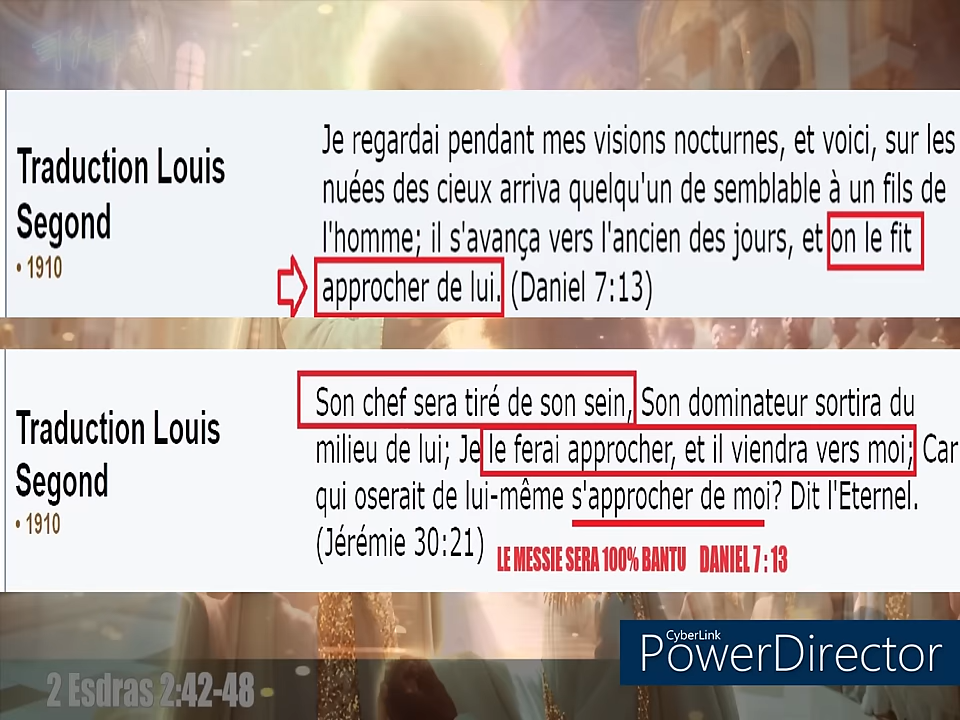 Traduction Louis
Segond
• 1910
Je regardai pendant mes visions nocturnes, et voici, sur les
nuées des cieux arriva quelqu'un de semblable à un fils de
l'homme; il s'avança vers l'ancien des jours, et on le fit
approcher de lui. (Daniel 7:13)
Traduction Louis
Segond
• 1910
Son chef sera tiré de son sein, Son dominateur sortira du
milieu de lui; Je le ferai approcher, et il viendra vers moi; Car
qui oserait de lui-même s'approcher de moi? Dit l'Eternel.
(Jérémie 30:21)
LE MESSIE SERA 100% BANTU DANIEL 7 : 13
CyberLink
PowerDirector
2 Esdras 2:42-48